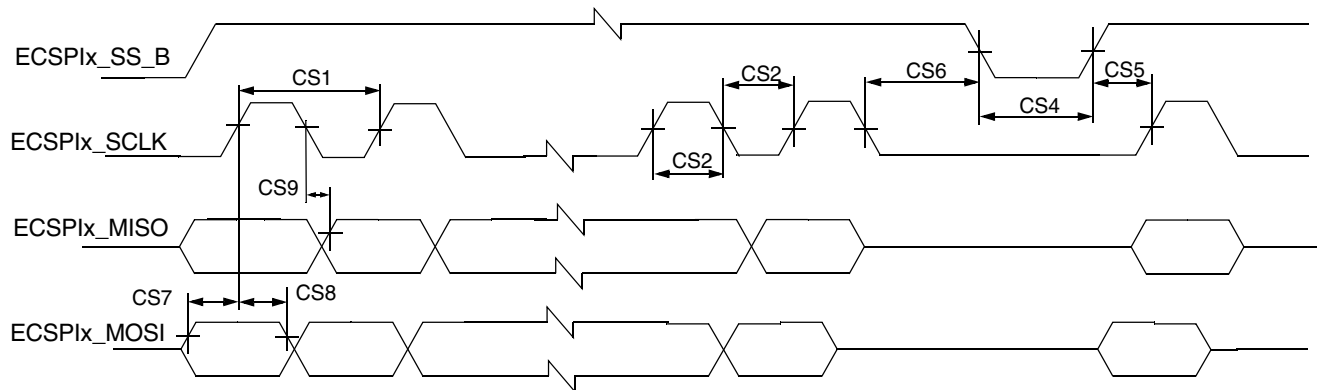 ECSPIx_SS_B
CS1
CS2
CS6
CS5
CS4
ECSPIx_SCLK
CS2
CS9
ECSPIx_MISO
CS7
CS8
ECSPIx_MOSI